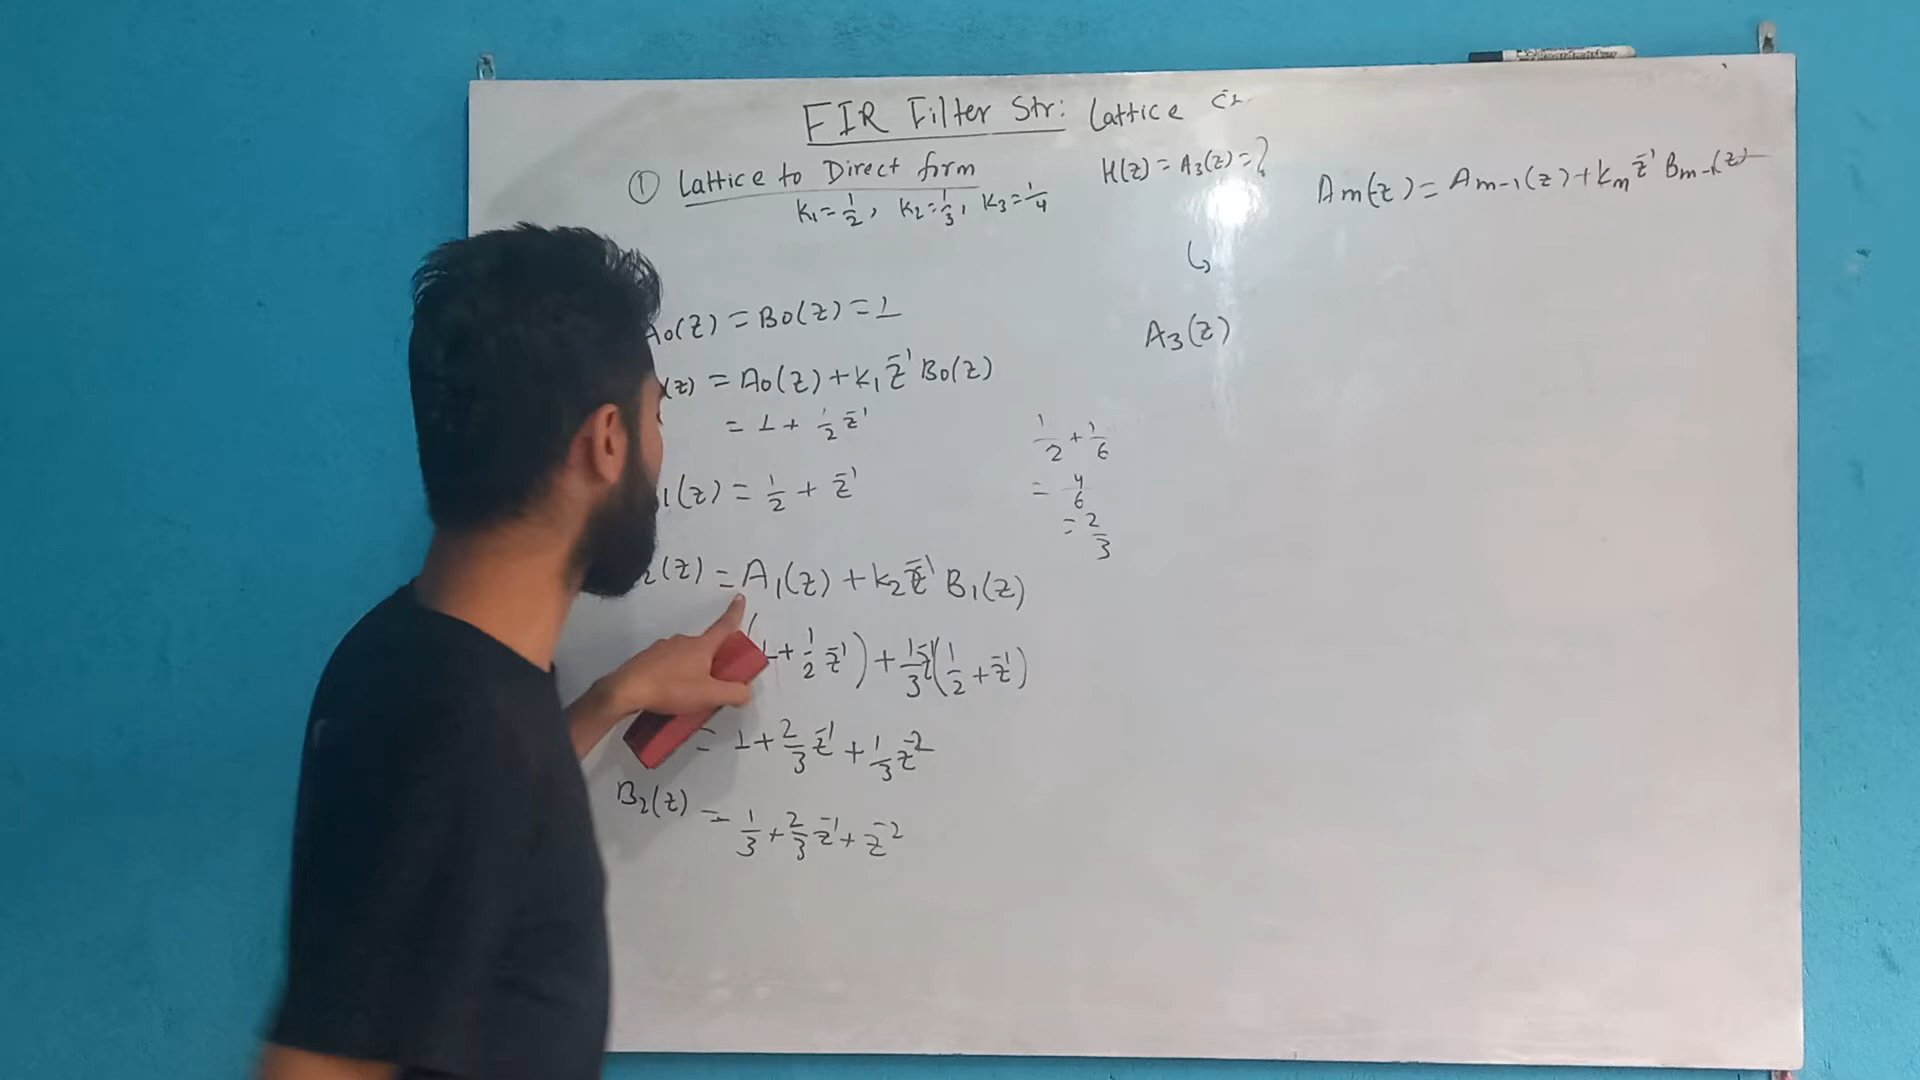 FIR Filter Str: Lattice
① Lattice to Direct form
K₁ = 1/2, K₂ = 1/3, K₃ = 1/4
H(z) = A₃(z) = ?
Am(z) = Am-1(z) + Km z⁻¹ Bm-1(z)
↳
A₃(z)
A₀(z) = B₀(z) = 1
(z) = A₀(z) + K₁ z⁻¹ B₀(z)
= 1 + 1/2 z⁻¹
1(z) = 1/2 + z⁻¹
2(z) = A₁(z) + K₂ z⁻¹ B₁(z)
(1 + 1/2 z⁻¹) + 1/3 z⁻¹(1/2 + z⁻¹)
= 1 + 2/3 z⁻¹ + 1/3 z⁻²
B₂(z) = 1/3 + 2/3 z⁻¹ + z⁻²
1/2 + 1/6
= 4/6
= 2/3